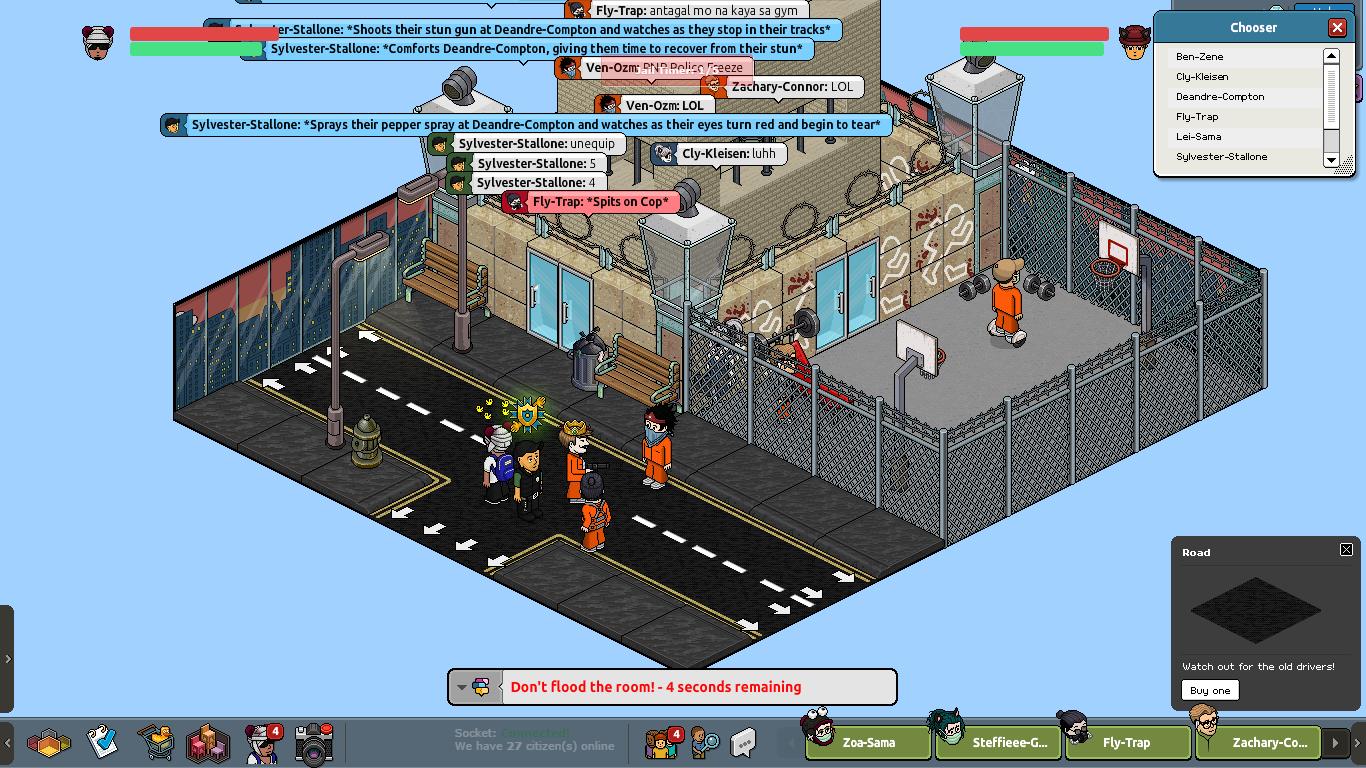 Fly-Trap: antagal mo na kaya sa gym
er-Stallone: *Shoots their stun gun at Deandre-Compton and watches as they stop in their tracks*
Sylvester-Stallone: *Comforts Deandre-Compton, giving them time to recover from their stun*
Ven-Ozm: PNP Police Freeze
Zachary-Connor: LOL
Ven-Ozm: LOL
Sylvester-Stallone: *Sprays their pepper spray at Deandre-Compton and watches as their eyes turn red and begin to tear*
Sylvester-Stallone: unequip
Cly-Kleisen: luhh
Sylvester-Stallone: 5
Sylvester-Stallone: 4
Fly-Trap: *Spits on Cop*
Chooser
Ben-Zene
Cly-Kleisen
Deandre-Compton
Fly-Trap
Lei-Sama
Sylvester-Stallone
Road
Watch out for the old drivers!
Buy one
Don't flood the room! - 4 seconds remaining
4
Socket: Connected!
We have 27 citizen(s) online
4
Zoa-Sama
Steffieee-G...
Fly-Trap
Zachary-Co...